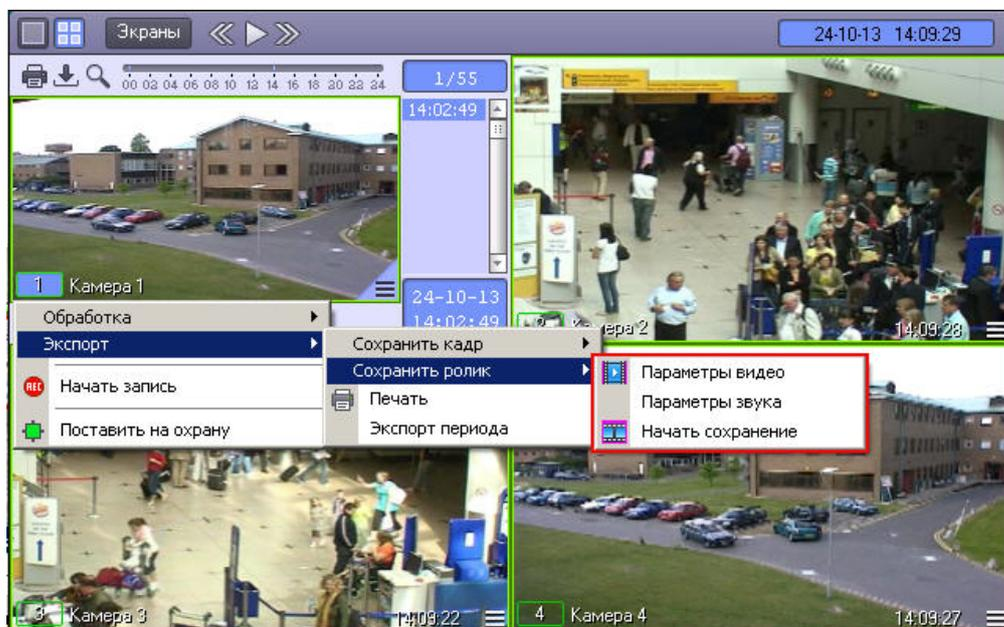 Экраны
24-10-13 14:09:29
00 02 04 06 08 10 12 14 16 18 20 22 24
1/55
14:02:49
1 Камера 1
24-10-13
14:02:49
2 Камера 2
14:09:28
Обработка
Экспорт
REC Начать запись
Поставить на охрану
Сохранить кадр
Сохранить ролик
Печать
Экспорт периода
Параметры видео
Параметры звука
Начать сохранение
3 Камера 3
14:09:22
4 Камера 4
14:09:27